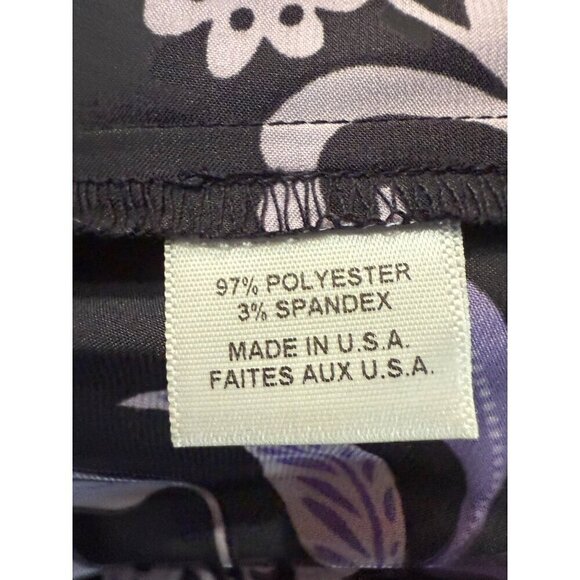 97% POLYESTER
3% SPANDEX
MADE IN U.S.A.
FAITES AUX U.S.A.